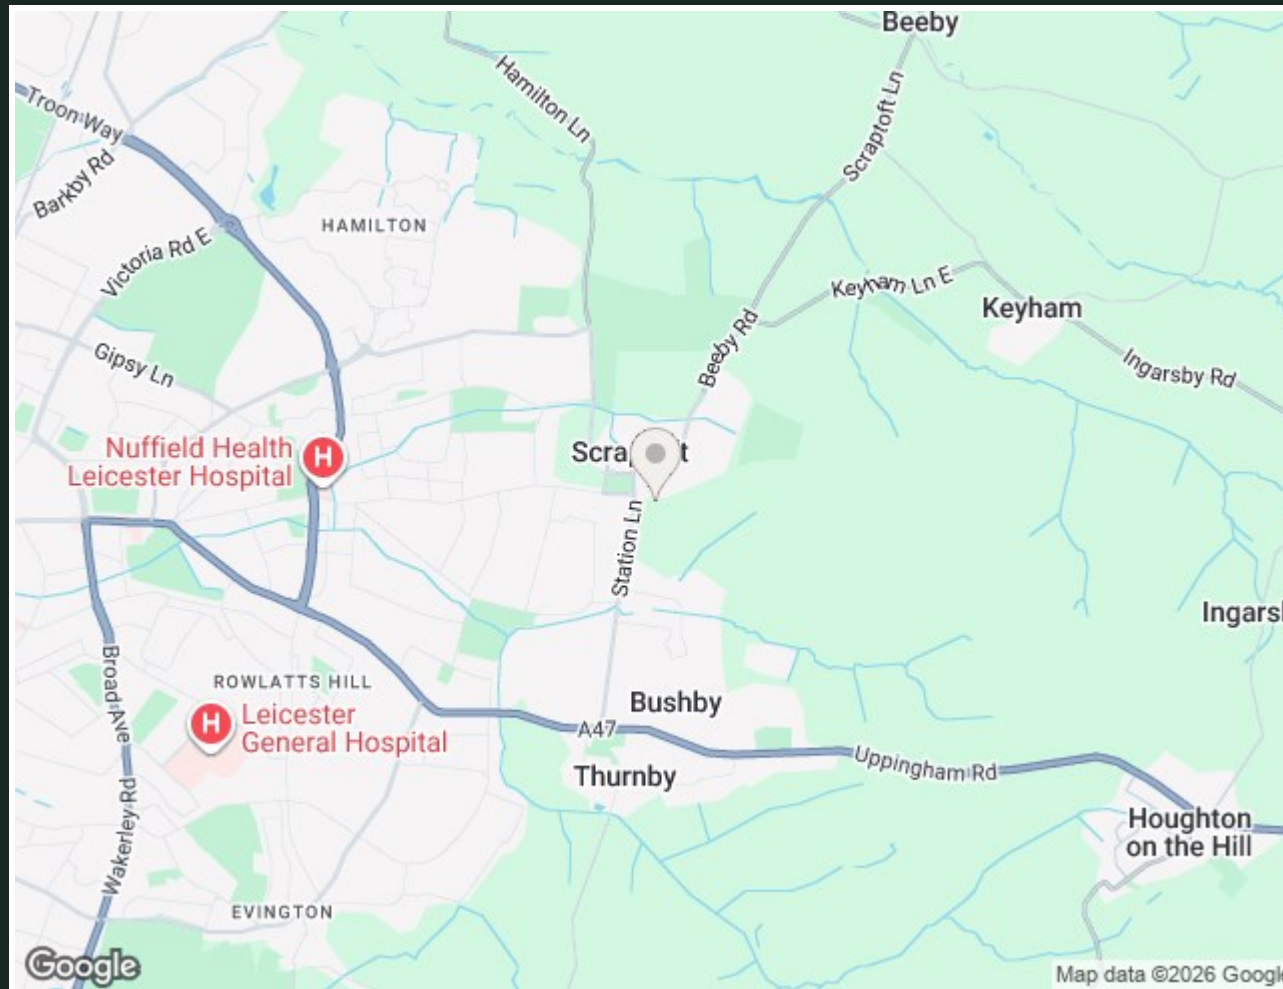 Beeby
Hamilton Ln
Troon Way
Barkby Rd
Scraptoft Ln
HAMILTON
Victoria Rd E
Keyham Ln E
Keyham
Beeby Rd
Gipsy Ln
Ingarsby Rd
Nuffield Health
Leicester Hospital
H
Station Ln
ROWLATTS HILL
Broad Ave
Bushby
H
Leicester
General Hospital
A47
Uppingham Rd
Thurnby
Wakerley Rd
Houghton
on the Hill
EVINGTON
Google
Map data ©2026 Google